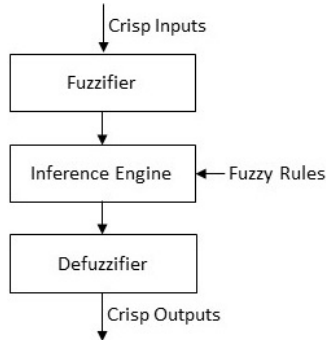 Crisp Inputs
Fuzzifier
Inference Engine
Fuzzy Rules
Defuzzifier
Crisp Outputs